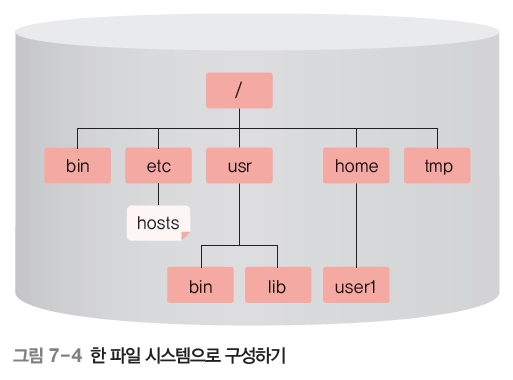 /
bin etc usr home tmp
hosts
bin lib user1
그림 7-4 한 파일 시스템으로 구성하기